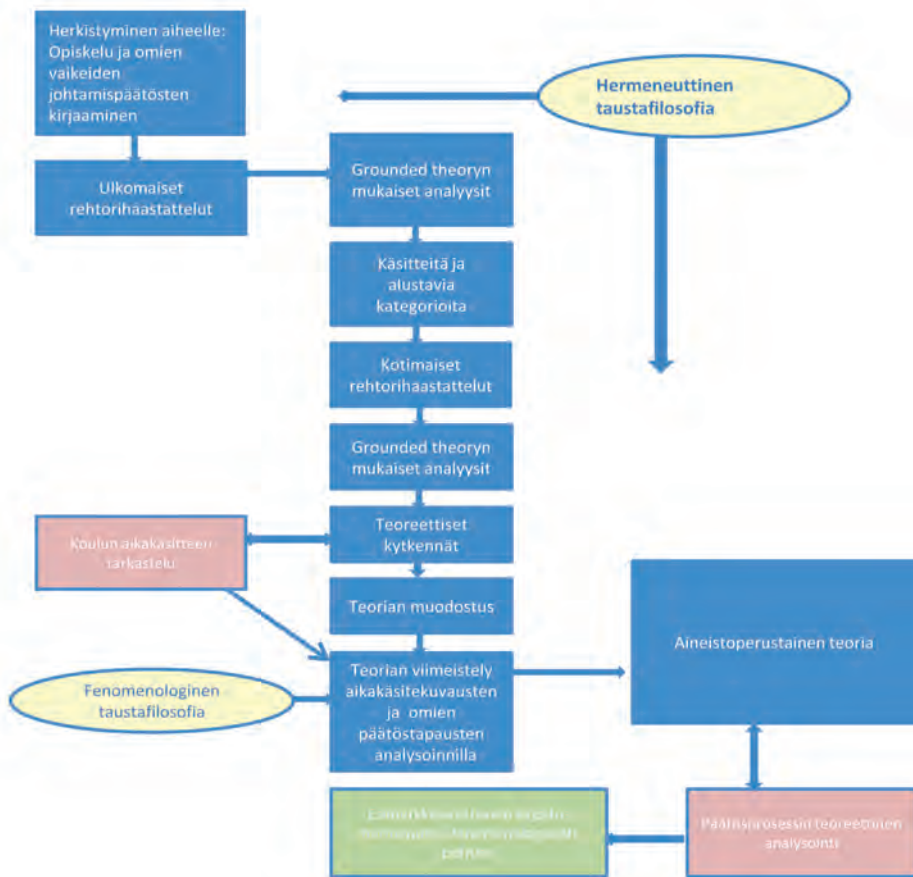 Herkistyminen aiheelle:
Opiskelu ja omien
vaikeiden
johtamispäätösten
kirjaaminen
Hermeneuttinen
taustafilosofia
Ulkomaiset
rehtorihaastattelut
Grounded theoryn
mukaiset analyysit
Käsitteitä ja
alustavia
kategorioita
Kotimaiset
rehtorihaastattelut
Grounded theoryn
mukaiset analyysit
Koulun aikakäsitteen
tarkastelu
Teoreettiset
kytkennät
Teorian muodostus
Aineistoperustainen teoria
Fenomenologinen
taustafilosofia
Teorian viimeistely
aikakäsitekuvausten
ja omien
päätöstapausten
analysoinnilla
Päätösprosessin teoreettinen
analysointi